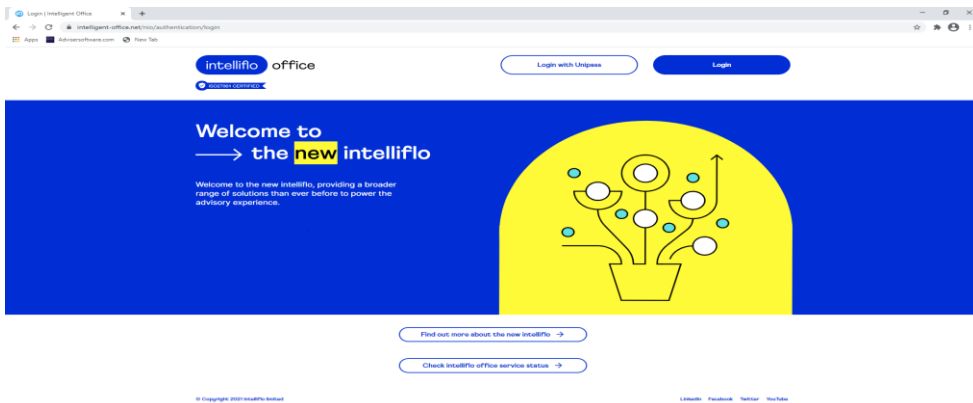 Login | Intelligent Office
intelligent-office.net/nio/authentication/login
Apps
Advisersoftware.com
New Tab
intelliflo office
Login with Unipass
Login
ISO27001 CERTIFIED
Welcome to
the new intelliflo
Welcome to the new intelliflo, providing a broader
range of solutions than ever before to power the
advisory experience.
Find out more about the new intelliflo
Check intelliflo office service status
© Copyright 2021 intelliflo limited
LinkedIn Facebook Twitter YouTube